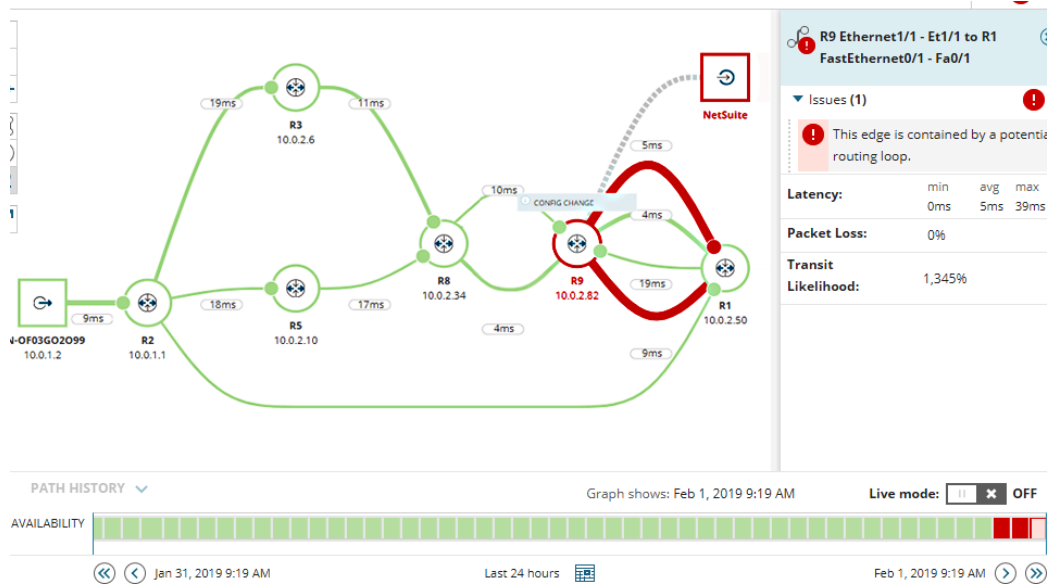 19ms
11ms
R3
10.0.2.6
NetSuite
5ms
10ms
CONFIG CHANGE
4ms
R8
10.0.2.34
R9
10.0.2.82
19ms
R1
10.0.2.50
9ms
18ms
17ms
R5
10.0.2.10
N-OF03GO2O99
10.0.1.2
R2
10.0.1.1
4ms
9ms
R9 Ethernet1/1 - Et1/1 to R1
FastEthernet0/1 - Fa0/1
Issues (1)
This edge is contained by a potentia
routing loop.
Latency: min avg max
0ms 5ms 39ms
Packet Loss: 0%
Transit
Likelihood: 1,345%
PATH HISTORY
Graph shows: Feb 1, 2019 9:19 AM
Live mode: OFF
AVAILABILITY
Jan 31, 2019 9:19 AM
Last 24 hours
Feb 1, 2019 9:19 AM